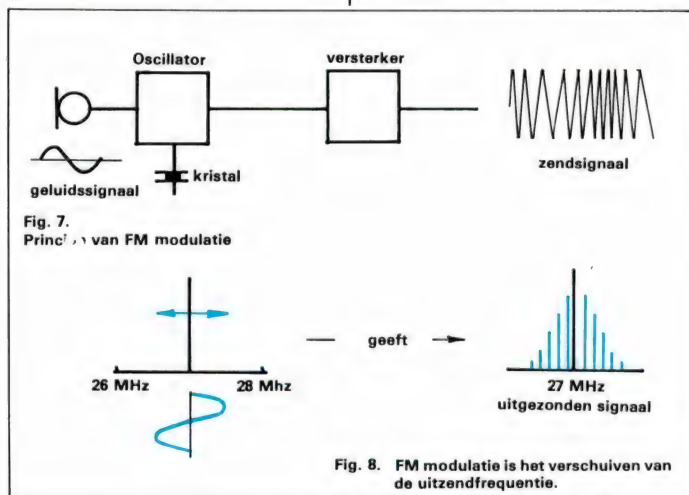 Oscillator
versterker
geluidssignaal
kristal
zendsignaal
Fig. 7.
van FM modulatie
geeft
26 MHz
28 Mhz
27 MHz
uitgezonden signaal
Fig. 8. FM modulatie is het verschuiven van
de uitzendfrequentie.